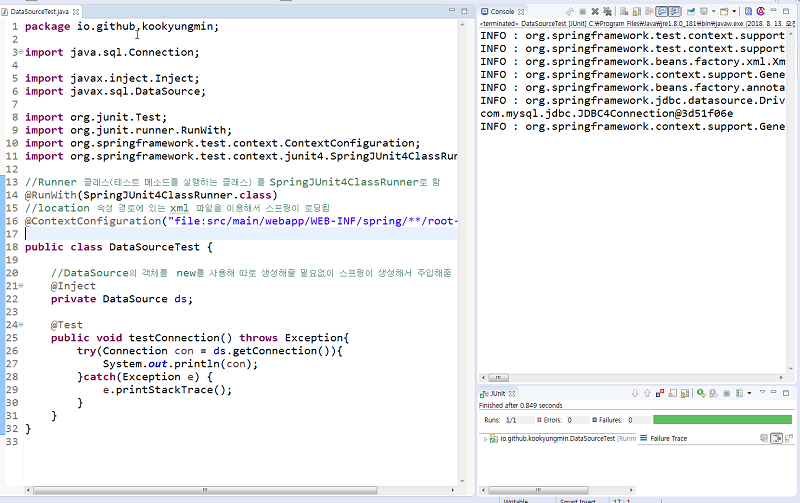 DataSourceTest.java
1 package io.github.kookyungmin;
2
3 import java.sql.Connection;
4
5 import javax.inject.Inject;
6 import javax.sql.DataSource;
7
8 import org.junit.Test;
9 import org.junit.runner.RunWith;
10 import org.springframework.test.context.ContextConfiguration;
11 import org.springframework.test.context.junit4.SpringJUnit4ClassRun
12
13 //Runner 클래스(테스트 메소드를 실행하는 클래스) 를 SpringJUnit4ClassRunner로 함
14 @RunWith(SpringJUnit4ClassRunner.class)
15 //location 속성 경로에 있는 xml 파일을 이용해서 스프링이 로딩됨
16 @ContextConfiguration("file:src/main/webapp/WEB-INF/spring/**/root-
17
18 public class DataSourceTest {
19
20 //DataSource의 객체를 new를 사용해 따로 생성해줄 필요없이 스프링이 생성해서 주입해줌
21 @Inject
22 private DataSource ds;
23
24 @Test
25 public void testConnection() throws Exception{
26 try(Connection con = ds.getConnection()){
27 System.out.println(con);
28 }catch(Exception e) {
29 e.printStackTrace();
30 }
31 }
32 }
33
Console
<terminated> DataSourceTest [JUnit] C:\Program Files\Java\jre1.8.0_181\bin\javaw.exe (2018. 8. 13. 오전
INFO : org.springframework.test.context.support
INFO : org.springframework.test.context.support
INFO : org.springframework.beans.factory.xml.Xm
INFO : org.springframework.context.support.Gene
INFO : org.springframework.beans.factory.annota
INFO : org.springframework.jdbc.datasource.Driv
com.mysql.jdbc.JDBC4Connection@3d51f06e
INFO : org.springframework.context.support.Gene
JUnit
Finished after 0.849 seconds
Runs: 1/1 Errors: 0 Failures: 0
io.github.kookyungmin.DataSourceTest [Runne
Failure Trace
Writable Smart Insert 17 : 1